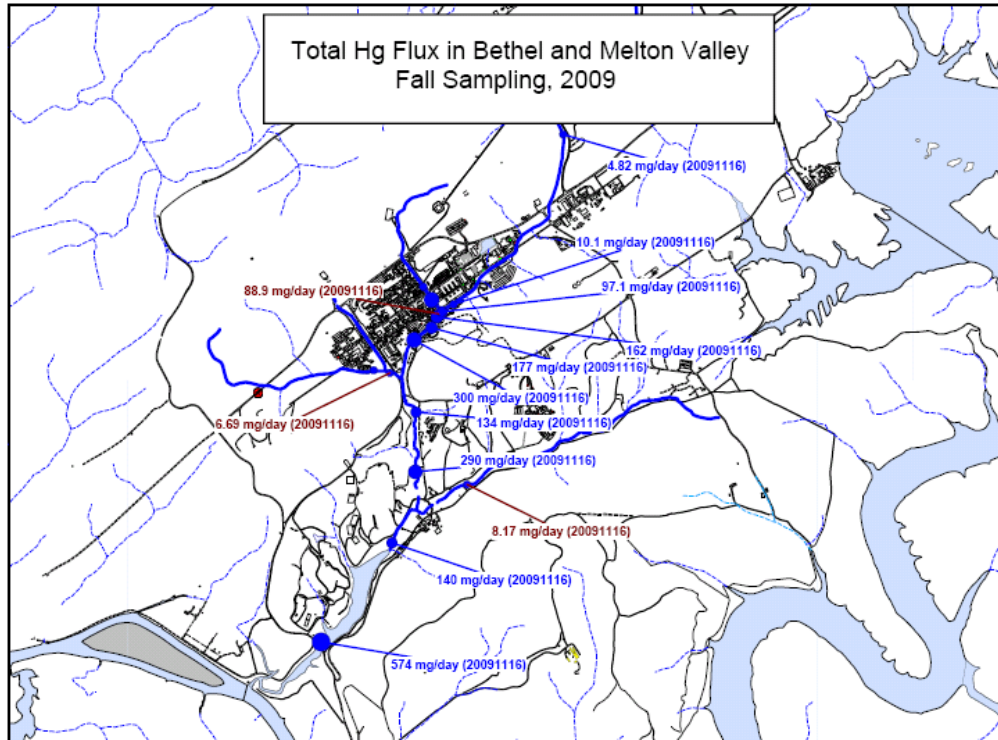 Total Hg Flux in Bethel and Melton Valley
Fall Sampling, 2009
4.82 mg/day (20091116)
10.1 mg/day (20091116)
88.9 mg/day (20091116)
97.1 mg/day (20091116)
162 mg/day (20091116)
177 mg/day (20091116)
300 mg/day (20091116)
6.69 mg/day (20091116)
134 mg/day (20091116)
290 mg/day (20091116)
8.17 mg/day (20091116)
140 mg/day (20091116)
574 mg/day (20091116)